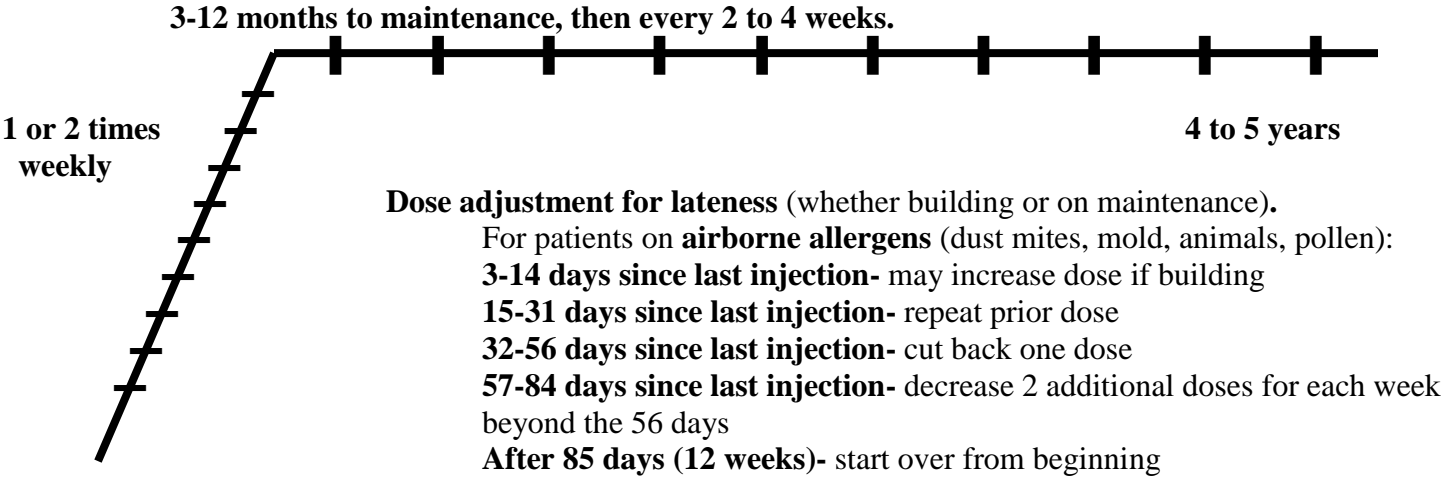 3-12 months to maintenance, then every 2 to 4 weeks.
1 or 2 times
weekly
4 to 5 years
Dose adjustment for lateness (whether building or on maintenance).
For patients on airborne allergens (dust mites, mold, animals, pollen):
3-14 days since last injection- may increase dose if building
15-31 days since last injection- repeat prior dose
32-56 days since last injection- cut back one dose
57-84 days since last injection- decrease 2 additional doses for each week
beyond the 56 days
After 85 days (12 weeks)- start over from beginning